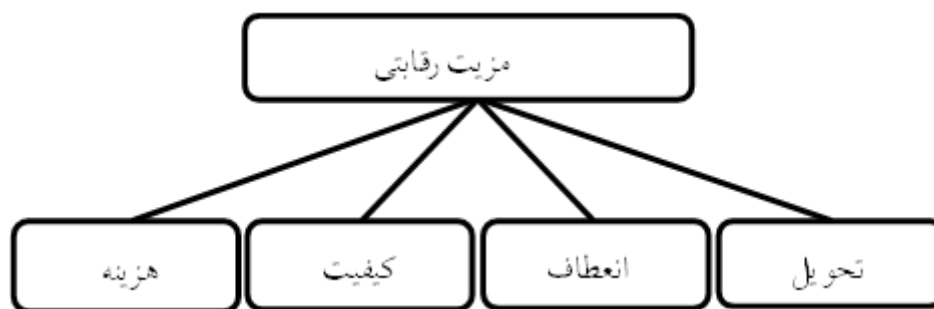 مزیت رقابتی
تحویل
انعطاف
کیفیت
هزینه